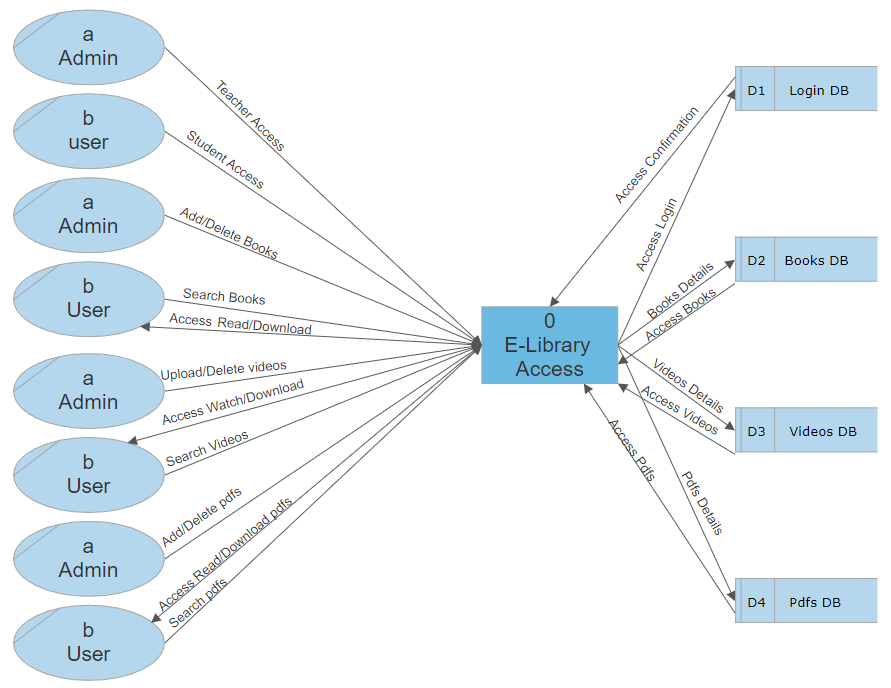 a
Admin
Teacher Access
b
user
Student Access
a
Admin
Add/Delete Books
b
User
Search Books
Access Read/Download
a
Admin
Upload/Delete videos
Access Watch/Download
b
User
Search Videos
a
Admin
Add/Delete pdfs
Access Read/Download pdfs
b
User
Search pdfs
0
E-Library
Access
Access Confirmation
Access Login
Books Details
Access Books
Videos Details
Access Videos
Access Pdfs
Pdfs Details
D1 Login DB
D2 Books DB
D3 Videos DB
D4 Pdfs DB